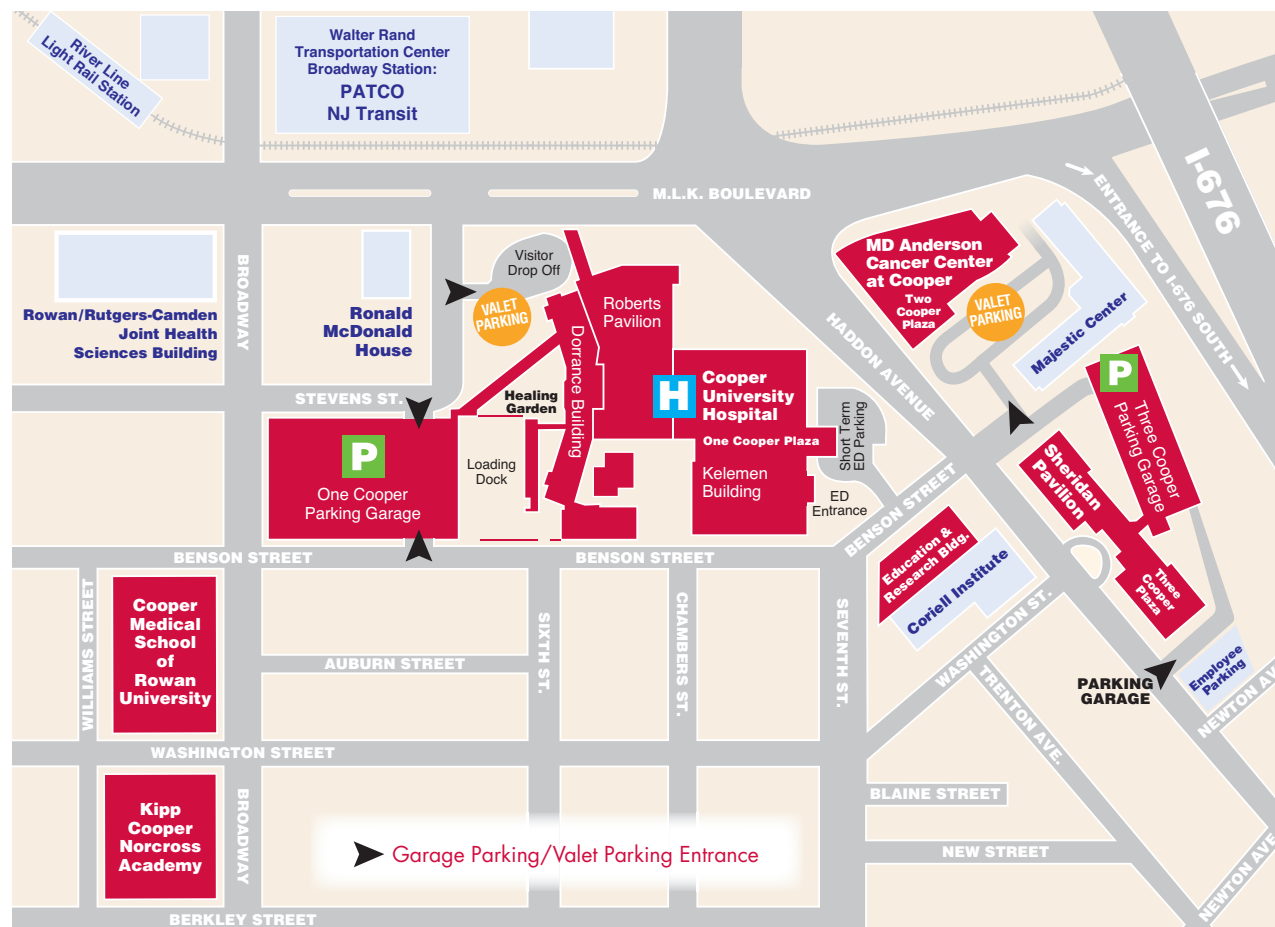 River Line
Light Rail Station
Walter Rand
Transportation Center
Broadway Station:
PATCO
NJ Transit
M.L.K. BOULEVARD
I-676
ENTRANCE TO I-676 SOUTH
BROADWAY
Rowan/Rutgers-Camden
Joint Health
Sciences Building
Ronald
McDonald
House
Visitor
Drop Off
VALET
PARKING
Roberts
Pavilion
Dorrance Building
MD Anderson
Cancer Center
at Cooper
Two
Cooper
Plaza
VALET
PARKING
Majestic Center
HADDON AVENUE
STEVENS ST.
Healing
Garden
H
Cooper
University
Hospital
One Cooper Plaza
Kelemen
Building
Short Term
ED Parking
ED
Entrance
P
Three Cooper
Parking Garage
P
One Cooper
Parking Garage
Loading
Dock
Sheridan
Pavilion
Three
Cooper
Plaza
BENSON STREET
BENSON STREET
BENSON STREET
Education &
Research Bldg.
Coriell Institute
WILLIAMS STREET
Cooper
Medical
School
of
Rowan
University
AUBURN STREET
SIXTH ST.
CHAMBERS ST.
SEVENTH ST.
WASHINGTON ST.
TRENTON AVE.
PARKING
GARAGE
Employee
Parking
NEWTON AV
WASHINGTON STREET
Kipp
Cooper
Norcross
Academy
BROADWAY
BLAINE STREET
NEW STREET
NEWTON AVE
Garage Parking/Valet Parking Entrance
BERKLEY STREET